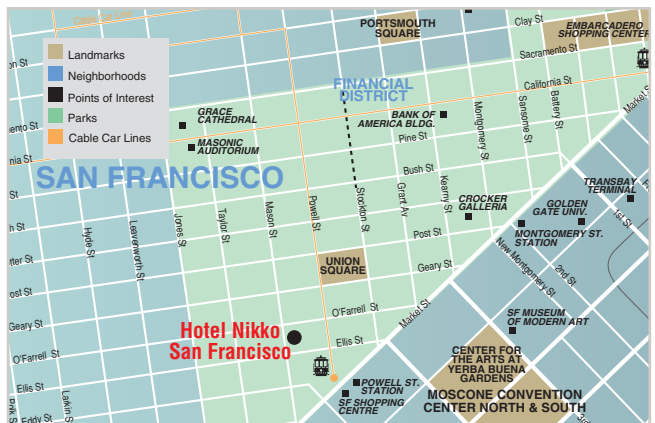 Cable Car Line
PORTSMOUTH
SQUARE
Clay St
EMBARCADERO
SHOPPING CENTER
Sacramento St
Landmarks
Neighborhoods
Points of Interest
Parks
Cable Car Lines
FINANCIAL
DISTRICT
California St
Market St
GRACE
CATHEDRAL
MASONIC
AUDITORIUM
BANK OF
AMERICA BLDG.
Montgomery St
Sansome St
Battery St
Pine St
Bush St
SAN FRANCISCO
Hyde St
Leavenworth St
Jones St
Taylor St
Mason St
Powell St
Stockton St
Grant Av
Kearny St
CROCKER
GALLERIA
TRANSBAY
TERMINAL
GOLDEN
GATE UNIV.
1st St
MONTGOMERY ST.
STATION
Post St
UNION
SQUARE
Geary St
New Montgomery St
2nd St
O'Farrell St
Market St
Ellis St
Hotel Nikko
San Francisco
SF MUSEUM
OF MODERN ART
CENTER FOR
THE ARTS AT
YERBA BUENA
GARDENS
Geary St
O'Farrell St
Ellis St
Eddy St
Larkin S
POWELL ST.
STATION
SF SHOPPING
CENTRE
MOSCONE CONVENTION
CENTER NORTH & SOUTH
3rd